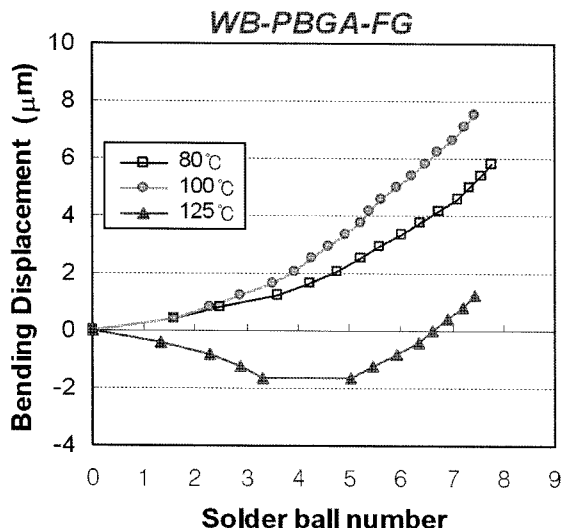 WB-PBGA-FG
Bending Displacement (μm)
10
8
6
4
2
0
-2
-4
80℃
100℃
125℃
0 1 2 3 4 5 6 7 8 9
Solder ball number